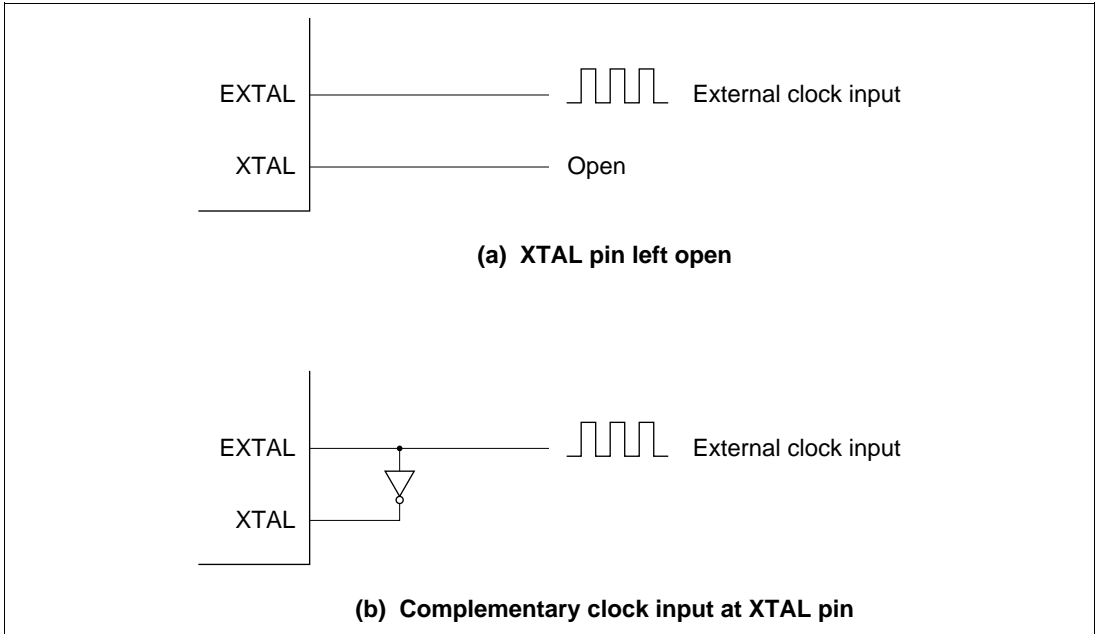 EXTAL External clock input
XTAL Open
(a) XTAL pin left open
EXTAL External clock input
XTAL
(b) Complementary clock input at XTAL pin